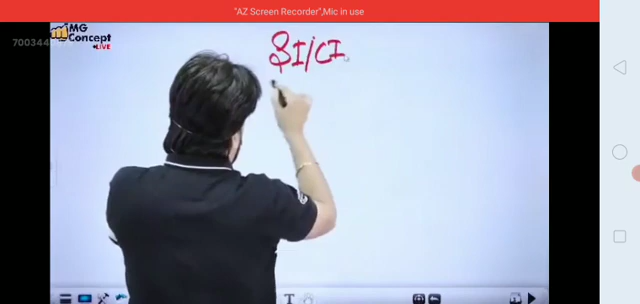 "AZ Screen Recorder",Mic in use
MG
Concept
LIVE
SI/CI
T